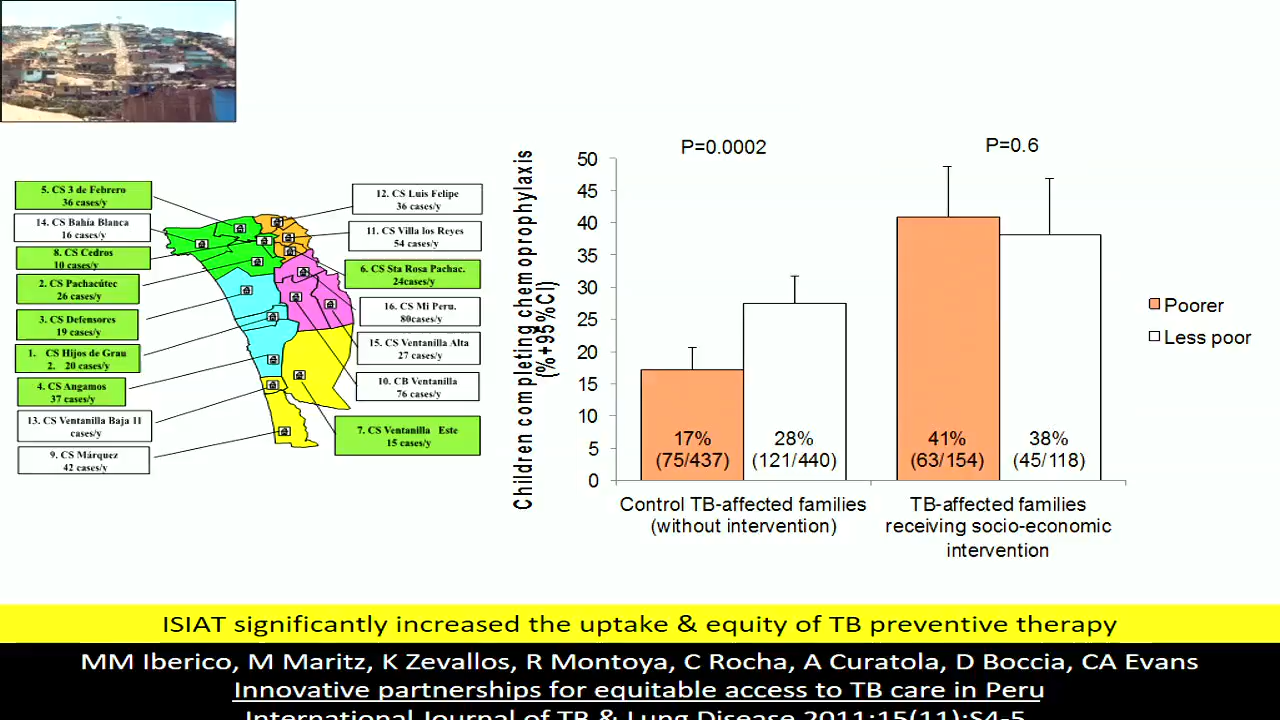 5. CS 3 de Febrero
36 cases/y
14. CS Bahía Blanca
16 cases/y
8. CS Cedros
10 cases/y
2. CS Pachacútec
26 cases/y
3. CS Defensores
19 cases/y
1. CS Hijos de Grau
2. 20 cases/y
4. CS Angamos
37 cases/y
13. CS Ventanilla Baja 11
cases/y
9. CS Márquez
42 cases/y
12. CS Luis Felipe
36 cases/y
11. CS Villa los Reyes
54 cases/y
6. CS Sta Rosa Pachac.
24cases/y
16. CS Mi Peru.
80cases/y
15. CS Ventanilla Alta
27 cases/y
10. CB Ventanilla
76 cases/y
7. CS Ventanilla Este
15 cases/y
Children completing chemoprophylaxis
(%+95%CI)
P=0.0002
P=0.6
50
45
40
35
30
25
20
15
10
5
0
17%
(75/437)
28%
(121/440)
41%
(63/154)
38%
(45/118)
Control TB-affected families
(without intervention)
TB-affected families
receiving socio-economic
intervention
Poorer
Less poor
ISIAT significantly increased the uptake & equity of TB preventive therapy
MM Iberico, M Maritz, K Zevallos, R Montoya, C Rocha, A Curatola, D Boccia, CA Evans
Innovative partnerships for equitable access to TB care in Peru
International Journal of TB & Lung Disease 2011;15(11):S4-5